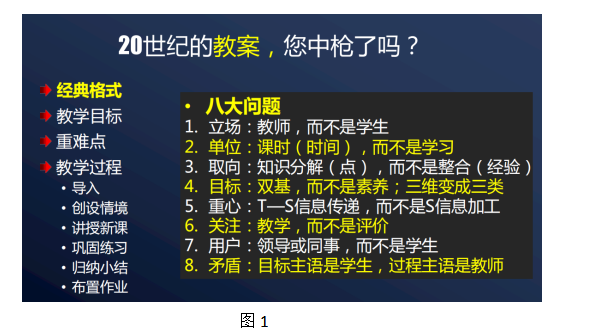 20世纪的教案，您中枪了吗？
经典格式
教学目标
重难点
教学过程
• 导入
• 创设情境
• 讲授新课
• 巩固练习
• 归纳小结
• 布置作业
• 八大问题
1. 立场：教师，而不是学生
2. 单位：课时（时间），而不是学习
3. 取向：知识分解（点），而不是整合（经验）
4. 目标：双基，而不是素养；三维变成三类
5. 重心：T—S信息传递，而不是S信息加工
6. 关注：教学，而不是评价
7. 用户：领导或同事，而不是学生
8. 矛盾：目标主语是学生，过程主语是教师
图 1